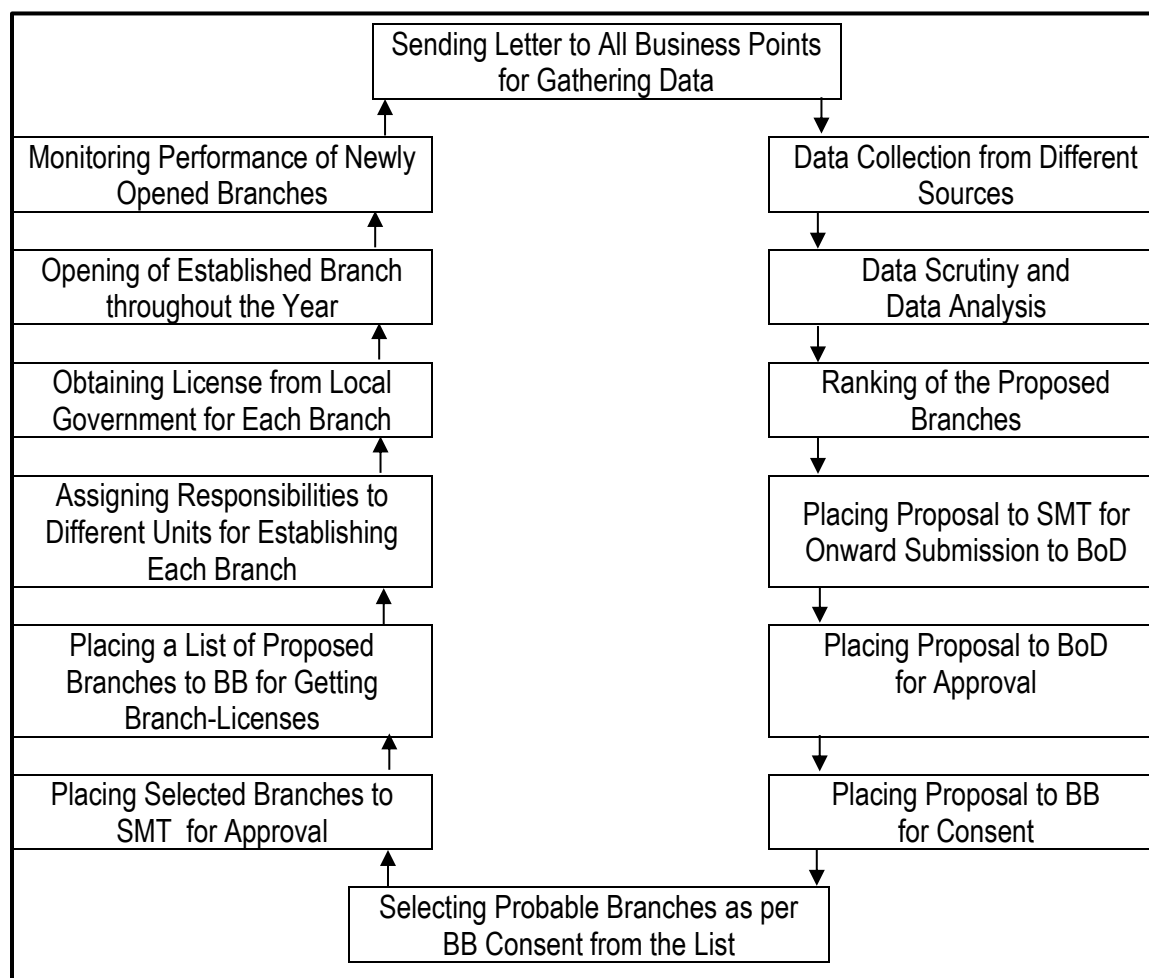 Sending Letter to All Business Points
for Gathering Data
Data Collection from Different
Sources
Data Scrutiny and
Data Analysis
Ranking of the Proposed
Branches
Placing Proposal to SMT for
Onward Submission to BoD
Placing Proposal to BoD
for Approval
Placing Proposal to BB
for Consent
Selecting Probable Branches as per
BB Consent from the List
Placing Selected Branches to
SMT for Approval
Placing a List of Proposed
Branches to BB for Getting
Branch-Licenses
Assigning Responsibilities to
Different Units for Establishing
Each Branch
Obtaining License from Local
Government for Each Branch
Opening of Established Branch
throughout the Year
Monitoring Performance of Newly
Opened Branches